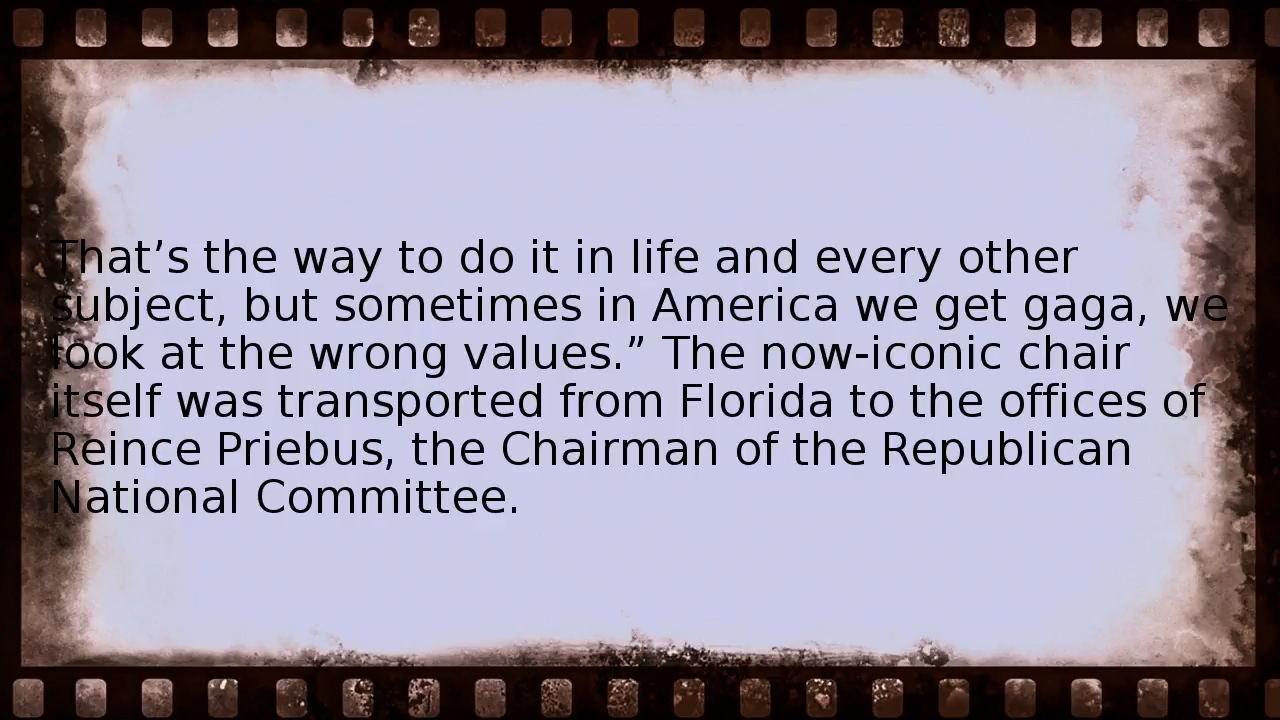 That’s the way to do it in life and every other
subject, but sometimes in America we get gaga, we
look at the wrong values.” The now-iconic chair
itself was transported from Florida to the offices of
Reince Priebus, the Chairman of the Republican
National Committee.